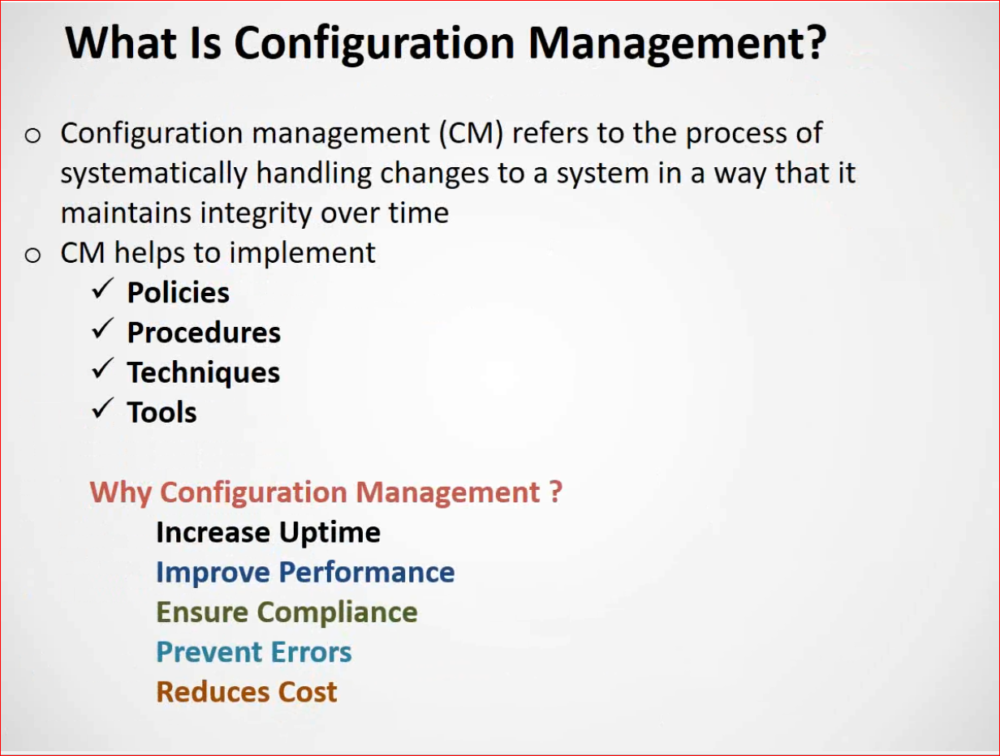 What Is Configuration Management?
○ Configuration management (CM) refers to the process of
systematically handling changes to a system in a way that it
maintains integrity over time
○ CM helps to implement
✓ Policies
✓ Procedures
✓ Techniques
✓ Tools
Why Configuration Management ?
Increase Uptime
Improve Performance
Ensure Compliance
Prevent Errors
Reduces Cost